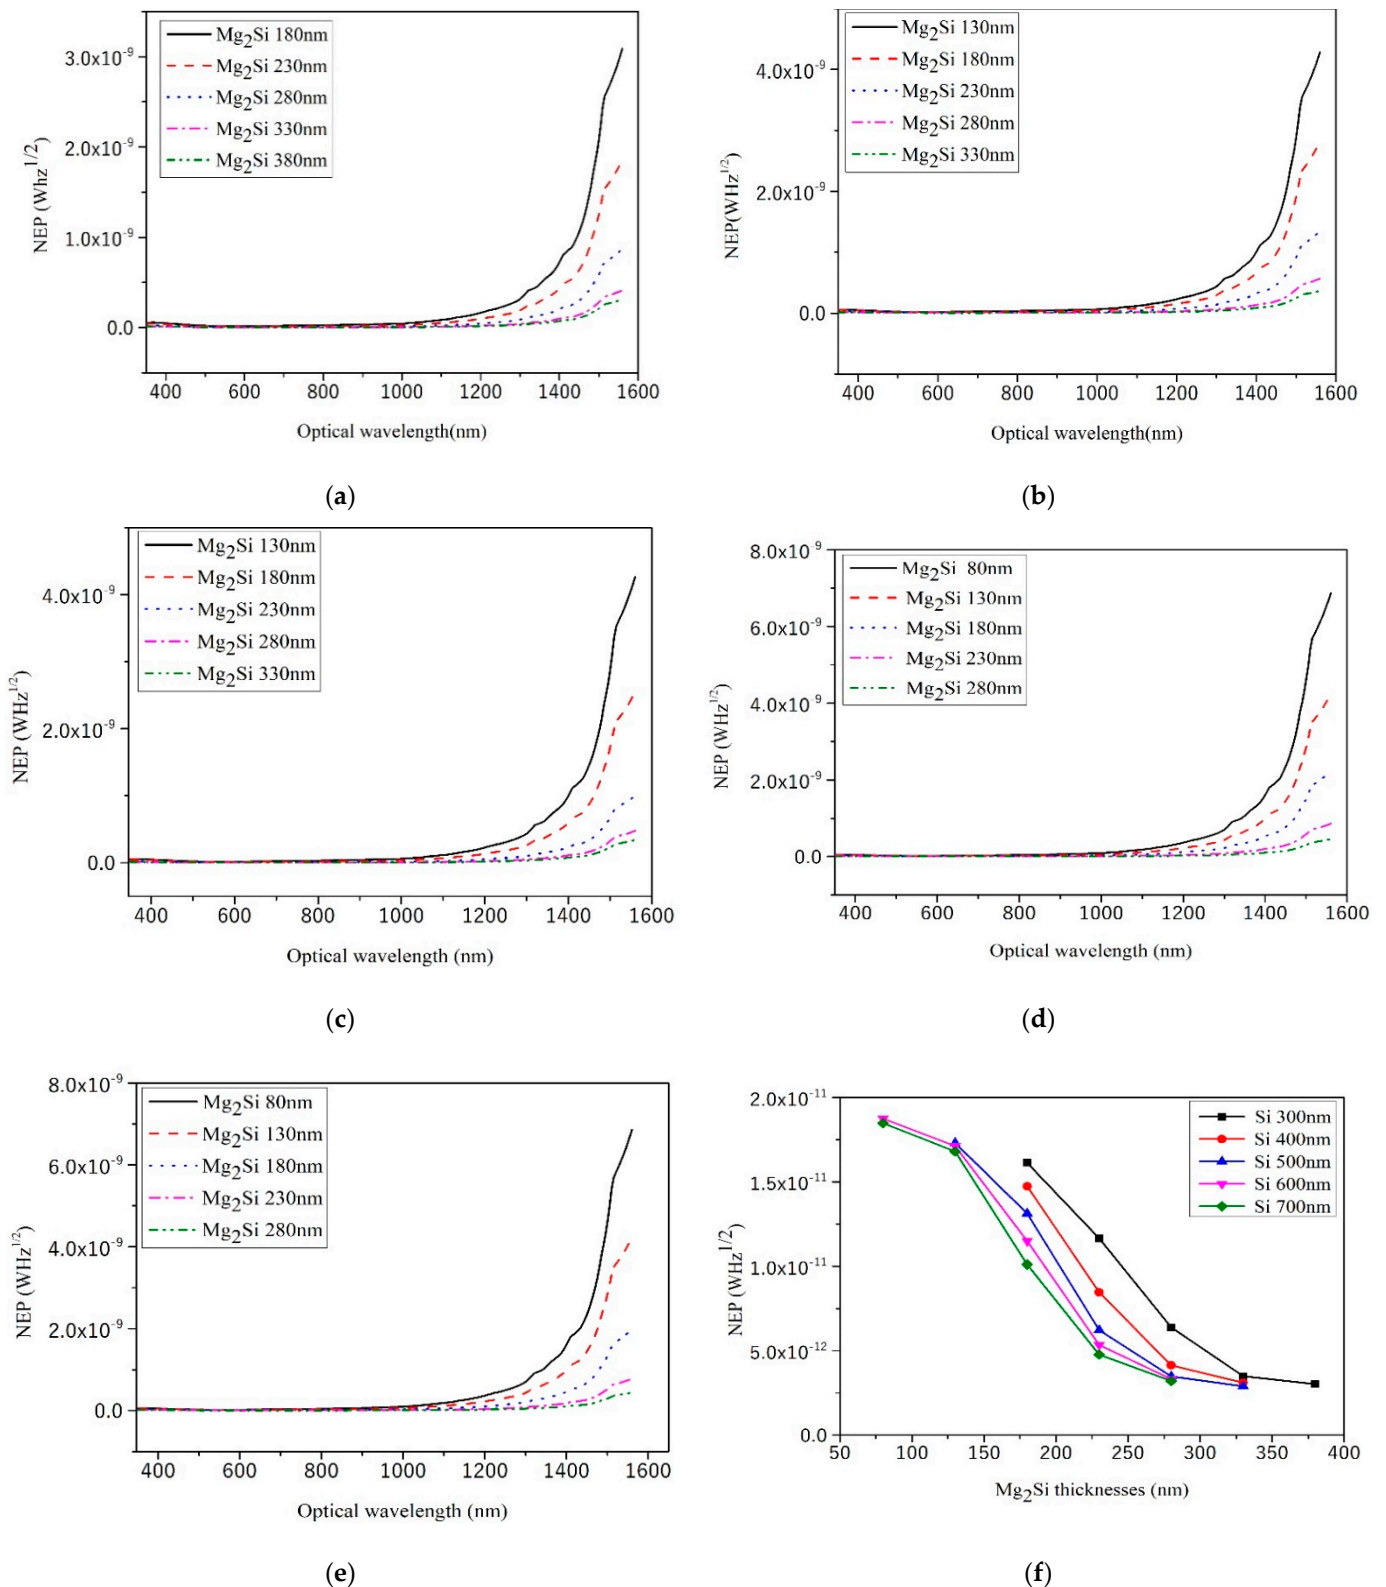 Mg2Si 180nm
Mg2Si 230nm
Mg2Si 280nm
Mg2Si 330nm
Mg2Si 380nm
3.0x10-9
2.0x10-9
1.0x10-9
0.0
NEP (Whz1/2)
400 600 800 1000 1200 1400 1600
Optical wavelength(nm)
(a)
Mg2Si 130nm
Mg2Si 180nm
Mg2Si 230nm
Mg2Si 280nm
Mg2Si 330nm
4.0x10-9
2.0x10-9
0.0
NEP(WHz1/2)
400 600 800 1000 1200 1400 1600
Optical wavelength(nm)
(b)
Mg2Si 130nm
Mg2Si 180nm
Mg2Si 230nm
Mg2Si 280nm
Mg2Si 330nm
4.0x10-9
2.0x10-9
0.0
NEP (WHz1/2)
400 600 800 1000 1200 1400 1600
Optical wavelength (nm)
(c)
Mg2Si 80nm
Mg2Si 130nm
Mg2Si 180nm
Mg2Si 230nm
Mg2Si 280nm
8.0x10-9
6.0x10-9
4.0x10-9
2.0x10-9
0.0
NEP (WHz1/2)
400 600 800 1000 1200 1400 1600
Optical wavelength (nm)
(d)
Mg2Si 80nm
Mg2Si 130nm
Mg2Si 180nm
Mg2Si 230nm
Mg2Si 280nm
8.0x10-9
6.0x10-9
4.0x10-9
2.0x10-9
0.0
NEP (WHz1/2)
400 600 800 1000 1200 1400 1600
Optical wavelength (nm)
(e)
Si 300nm
Si 400nm
Si 500nm
Si 600nm
Si 700nm
2.0x10-11
1.5x10-11
1.0x10-11
5.0x10-12
0.0
NEP (WHz1/2)
50 100 150 200 250 300 350 400
Mg2Si thicknesses (nm)
(f)